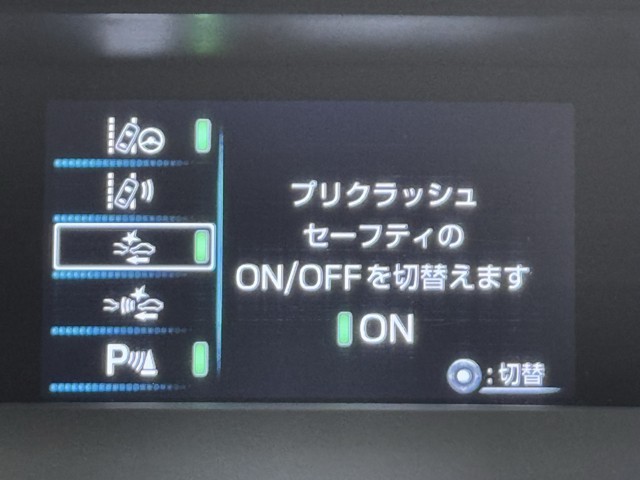 プリクラッシュ
セーフティの
ON/OFFを切替えます
ON
P
:切替